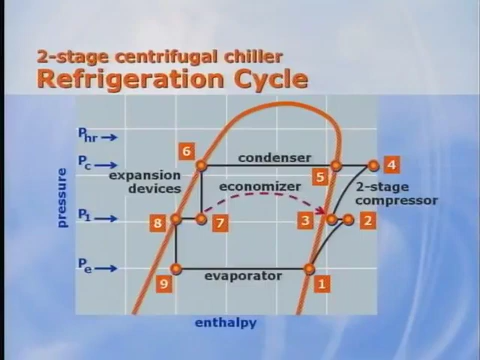 2-stage centrifugal chiller
Refrigeration Cycle
Phr
6
condenser
4
Pc
expansion
devices
economizer
5
2-stage
compressor
pressure
P1
8
7
3
2
Pe
9
evaporator
1
enthalpy